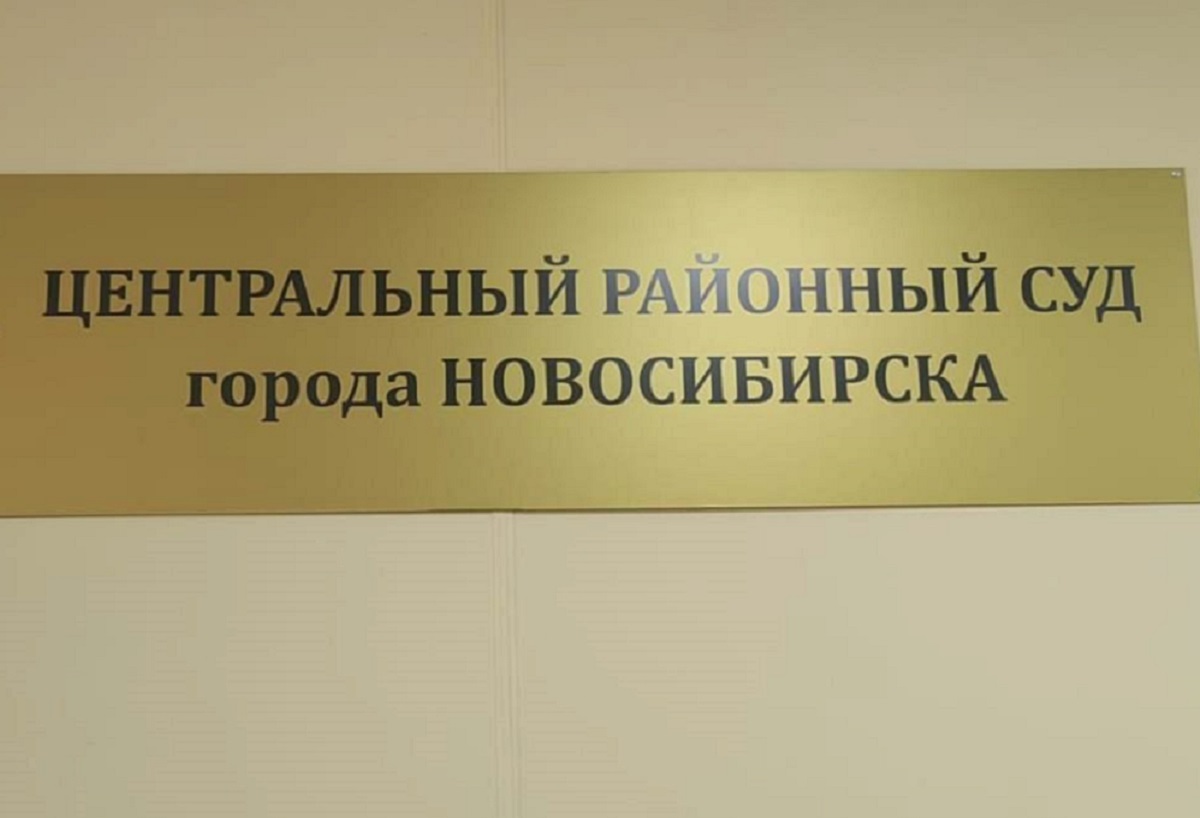 ЦЕНТРАЛЬНЫЙ РАЙОННЫЙ СУД
города НОВОСИБИРСКА